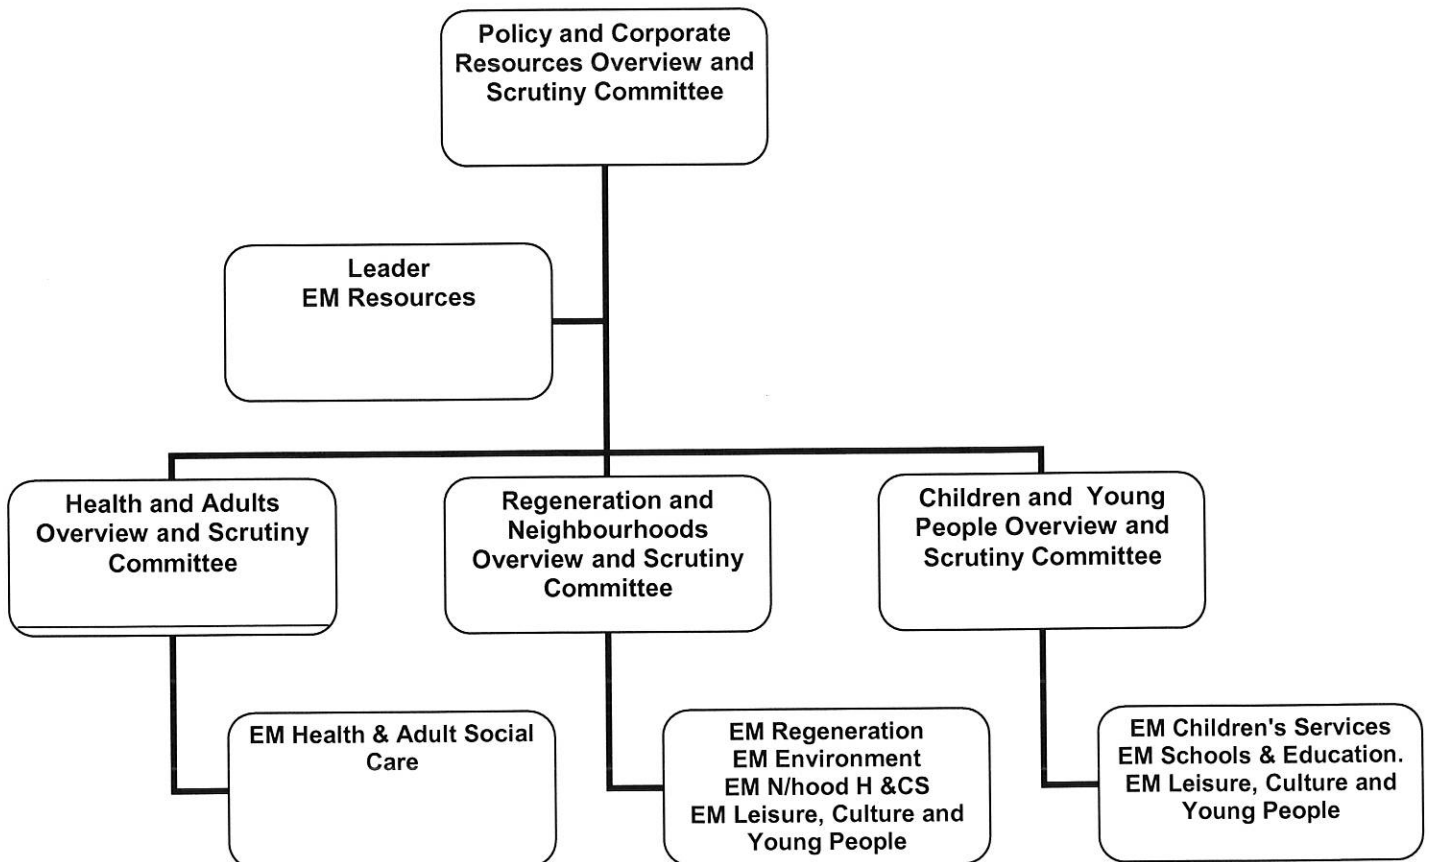 Policy and Corporate
Resources Overview and
Scrutiny Committee
Leader
EM Resources
Health and Adults
Overview and Scrutiny
Committee
Regeneration and
Neighbourhoods
Overview and Scrutiny
Committee
Children and Young
People Overview and
Scrutiny Committee
EM Health & Adult Social
Care
EM Regeneration
EM Environment
EM N/hood H &CS
EM Leisure, Culture and
Young People
EM Children's Services
EM Schools & Education.
EM Leisure, Culture and
Young People